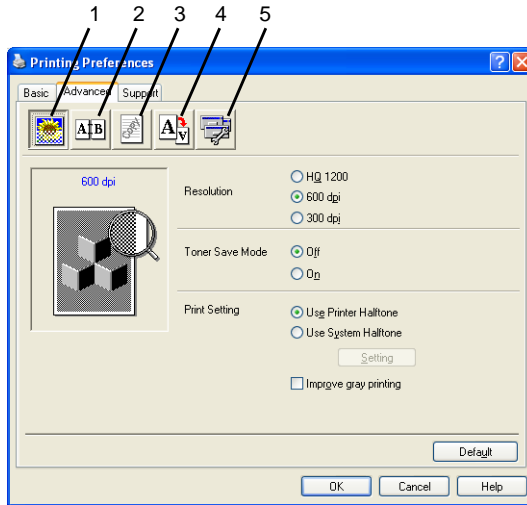 1 2 3 4 5
Printing Preferences
Basic Advanced Support
A B
Copy
A A
600 dpi
Resolution
HQ 1200
600 dpi
300 dpi
Toner Save Mode
Off
On
Print Setting
Use Printer Halftone
Use System Halftone
Setting
Improve gray printing
Default
OK Cancel Help